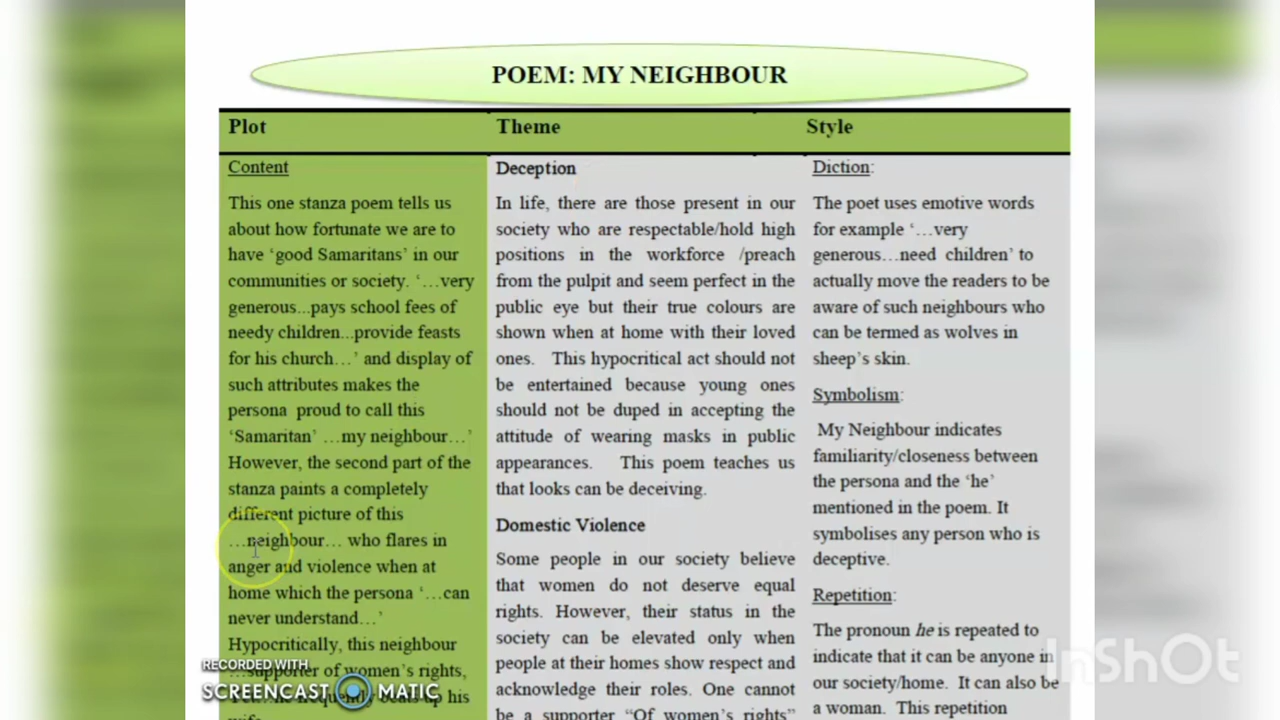 POEM: MY NEIGHBOUR
Plot
Theme
Style
Content
This one stanza poem tells us
about how fortunate we are to
have ‘good Samaritans’ in our
communities or society. ‘…very
generous...pays school fees of
needy children...provide feasts
for his church…’ and display of
such attributes makes the
persona proud to call this
‘Samaritan’ …my neighbour…’
However, the second part of the
stanza paints a completely
different picture of this
…neighbour… who flares in
anger and violence when at
home which the persona ‘…can
never understand…’
Hypocritically, this neighbour
…supporter of women’s rights,
he frequently beats up his
Deception
In life, there are those present in our
society who are respectable/hold high
positions in the workforce /preach
from the pulpit and seem perfect in the
public eye but their true colours are
shown when at home with their loved
ones. This hypocritical act should not
be entertained because young ones
should not be duped in accepting the
attitude of wearing masks in public
appearances. This poem teaches us
that looks can be deceiving.
Domestic Violence
Some people in our society believe
that women do not deserve equal
rights. However, their status in the
society can be elevated only when
people at their homes show respect and
acknowledge their roles. One cannot
be a supporter “Of women’s rights”
Diction:
The poet uses emotive words
for example ‘…very
generous…need children’ to
actually move the readers to be
aware of such neighbours who
can be termed as wolves in
sheep’s skin.
Symbolism:
My Neighbour indicates
familiarity/closeness between
the persona and the ‘he’
mentioned in the poem. It
symbolises any person who is
deceptive.
Repetition:
The pronoun he is repeated to
indicate that it can be anyone in
our society/home. It can also be
a woman. This repetition
RECORDED WITH
SCREENCAST MATIC
InShOt